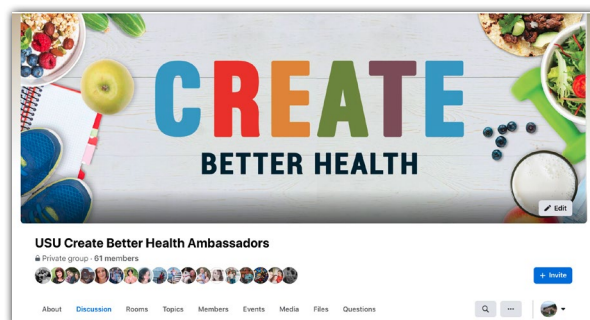 CREATE
BETTER HEALTH
Edit
USU Create Better Health Ambassadors
Private group · 61 members
+ Invite
About Discussion Rooms Topics Members Events Media Files Questions